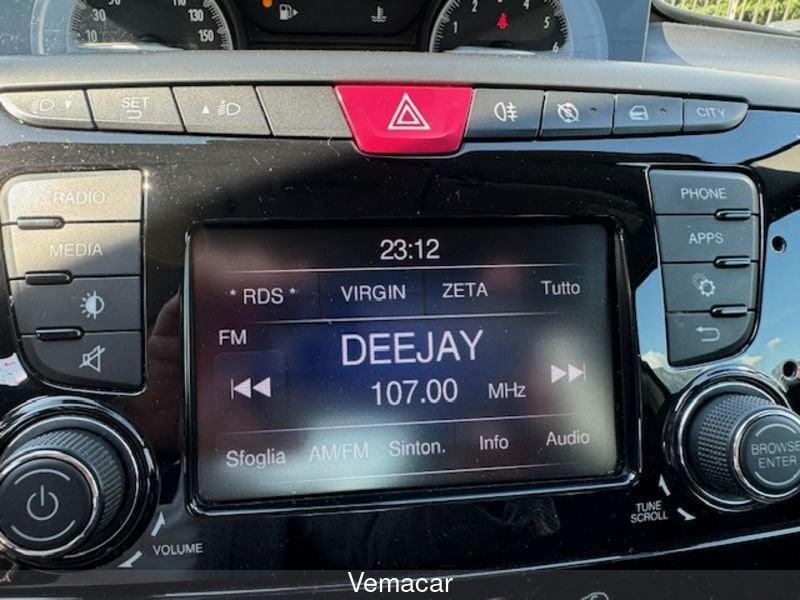 30
10
130
150
1
5
6
SET
CITY
RADIO
MEDIA
PHONE
APPS
23:12
* RDS * VIRGIN ZETA Tutto
FM
DEEJAY
107.00 MHz
Sfoglia AM/FM Sinton. Info Audio
VOLUME
BROWSE
ENTER
TUNE
SCROLL
Vemacar